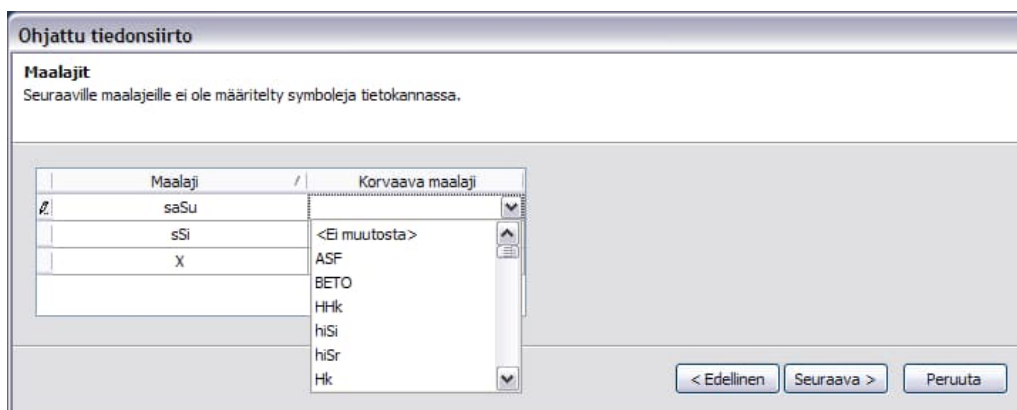 Ohjattu tiedonsiirto
Maalajit
Seuraaville maalajeille ei ole määritelty symboleja tietokannassa.
Maalaji / Korvaava maalaji
saSu
sSi
X
<Ei muutosta>
ASF
BETO
HHk
hiSi
hiSr
Hk
< Edellinen Seuraava > Peruuta